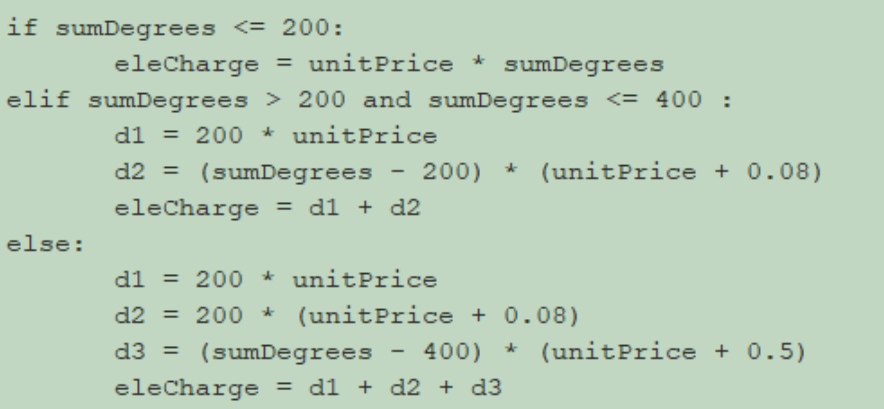 if sumDegrees <= 200:
        eleCharge = unitPrice * sumDegrees
elif sumDegrees > 200 and sumDegrees <= 400 :
        d1 = 200 * unitPrice
        d2 = (sumDegrees - 200) * (unitPrice + 0.08)
        eleCharge = d1 + d2
else:
        d1 = 200 * unitPrice
        d2 = 200 * (unitPrice + 0.08)
        d3 = (sumDegrees - 400) * (unitPrice + 0.5)
        eleCharge = d1 + d2 + d3